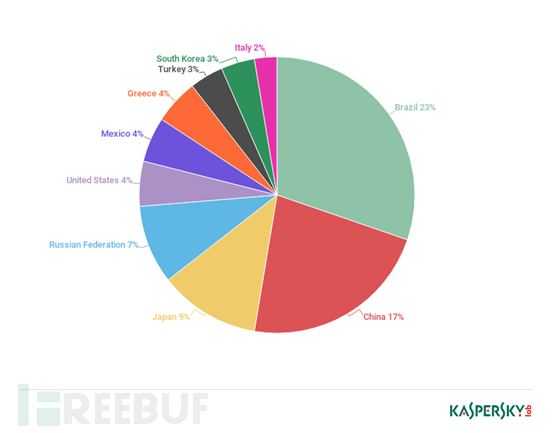 Italy 2%
South Korea 3%
Turkey 3%
Greece 4%
Mexico 4%
United States 4%
Russian Federation 7%
Japan 9%
China 17%
Brazil 23%
FREEBUF
KASPERSKY lab